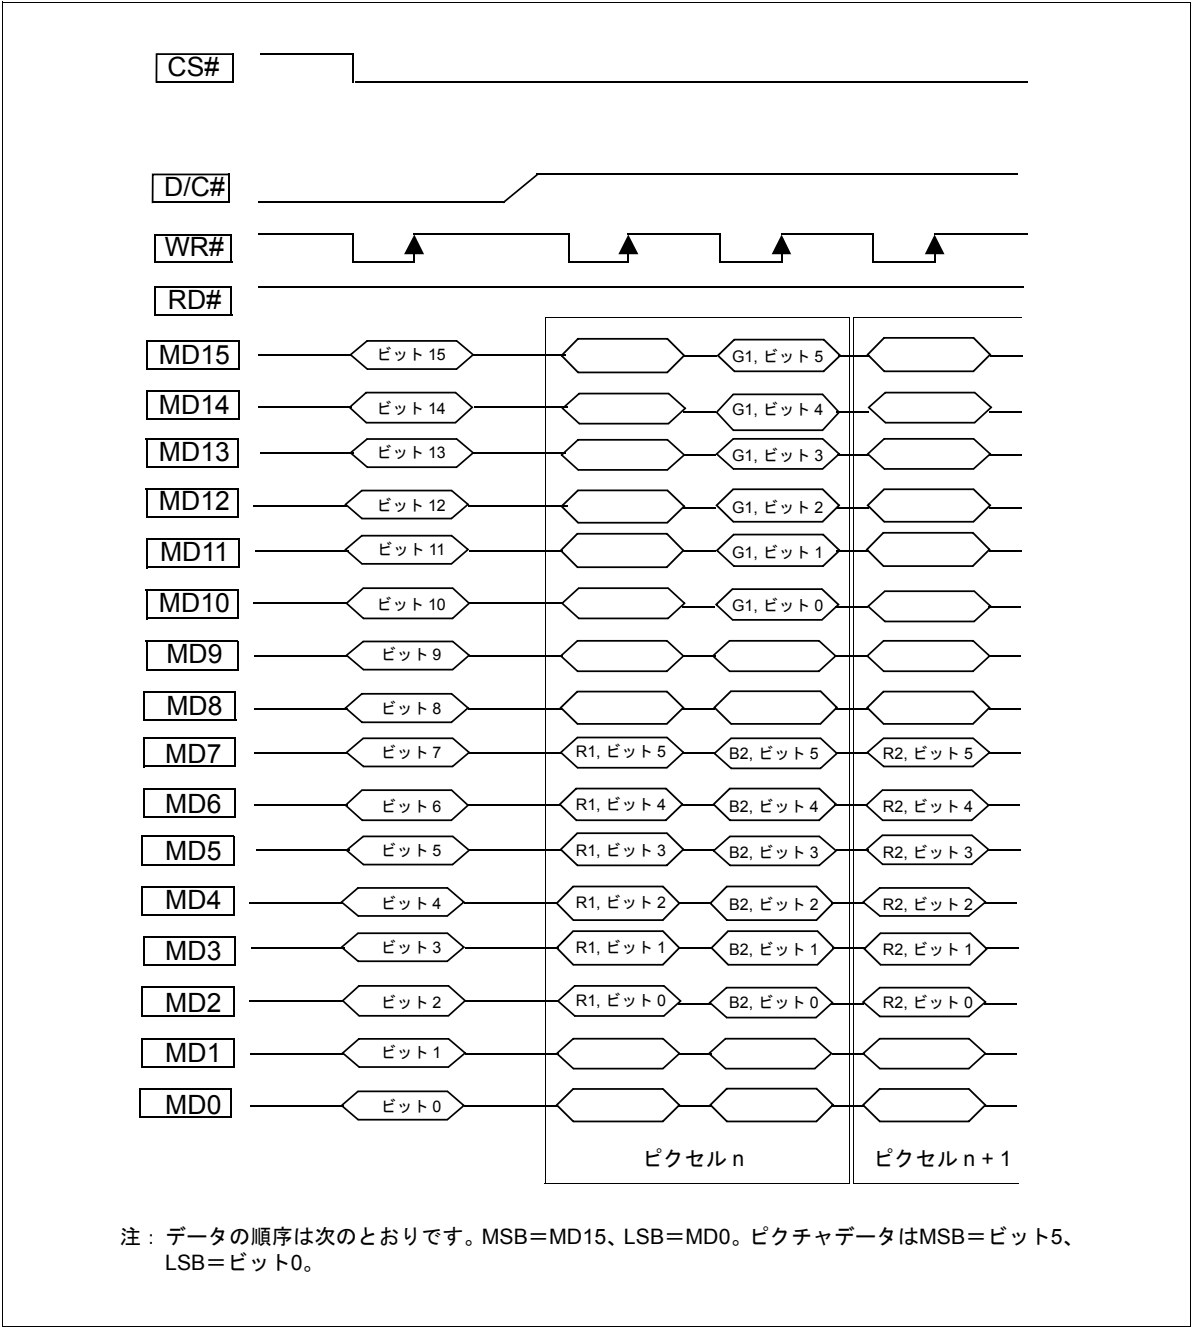 CS#
D/C#
WR#
RD#
MD15 ビット 15 G1, ビット 5
MD14 ビット 14 G1, ビット 4
MD13 ビット 13 G1, ビット 3
MD12 ビット 12 G1, ビット 2
MD11 ビット 11 G1, ビット 1
MD10 ビット 10 G1, ビット 0
MD9 ビット 9
MD8 ビット 8
MD7 ビット 7 R1, ビット 5 B2, ビット 5 R2, ビット 5
MD6 ビット 6 R1, ビット 4 B2, ビット 4 R2, ビット 4
MD5 ビット 5 R1, ビット 3 B2, ビット 3 R2, ビット 3
MD4 ビット 4 R1, ビット 2 B2, ビット 2 R2, ビット 2
MD3 ビット 3 R1, ビット 1 B2, ビット 1 R2, ビット 1
MD2 ビット 2 R1, ビット 0 B2, ビット 0 R2, ビット 0
MD1 ビット 1
MD0 ビット 0
ピクセル n ピクセル n + 1
注： データの順序は次のとおりです。MSB＝MD15、LSB＝MD0。ピクチャデータはMSB＝ビット5、
LSB＝ビット0。